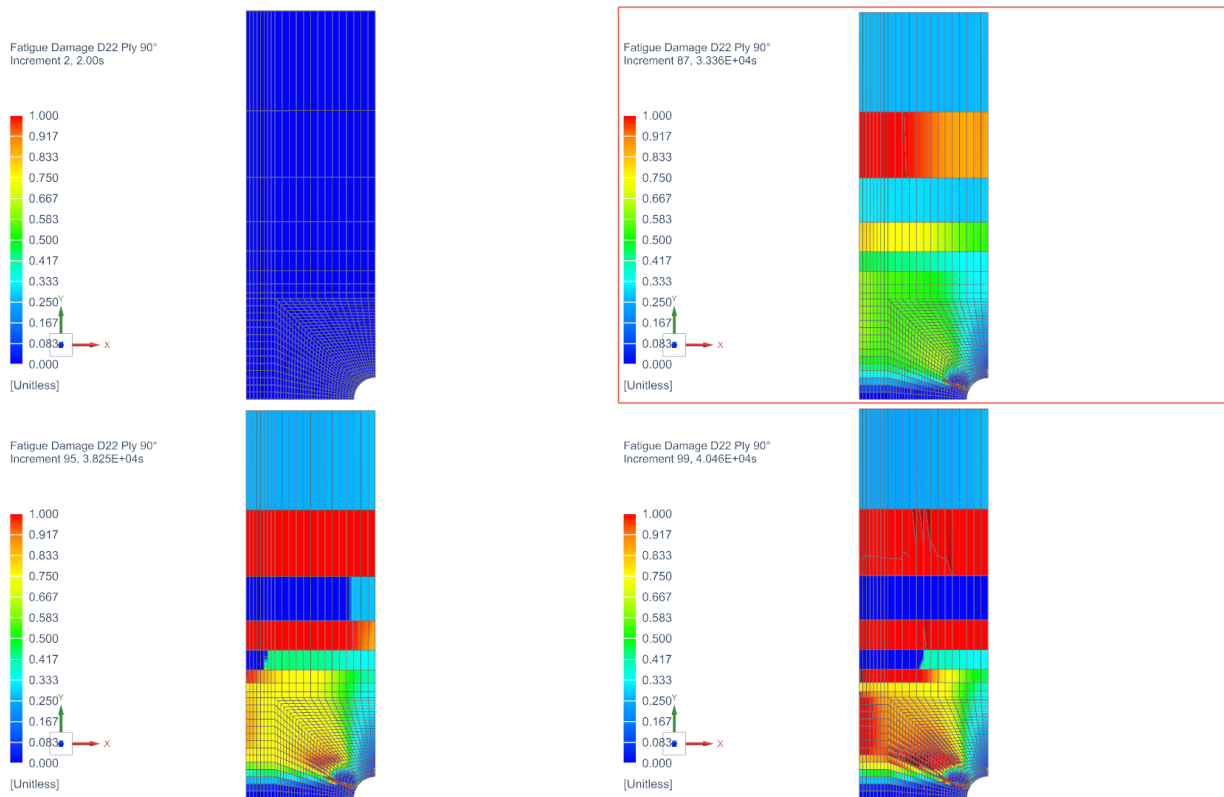 Fatigue Damage D22 Ply 90°
Increment 2, 2.00s
1.000
0.917
0.833
0.750
0.667
0.583
0.500
0.417
0.333
0.250
0.167
0.083
0.000
[Unitless]
Y
X
Fatigue Damage D22 Ply 90°
Increment 87, 3.336E+04s
1.000
0.917
0.833
0.750
0.667
0.583
0.500
0.417
0.333
0.250
0.167
0.083
0.000
[Unitless]
Y
X
Fatigue Damage D22 Ply 90°
Increment 95, 3.825E+04s
1.000
0.917
0.833
0.750
0.667
0.583
0.500
0.417
0.333
0.250
0.167
0.083
0.000
[Unitless]
Y
X
Fatigue Damage D22 Ply 90°
Increment 99, 4.046E+04s
1.000
0.917
0.833
0.750
0.667
0.583
0.500
0.417
0.333
0.250
0.167
0.083
0.000
[Unitless]
Y
X